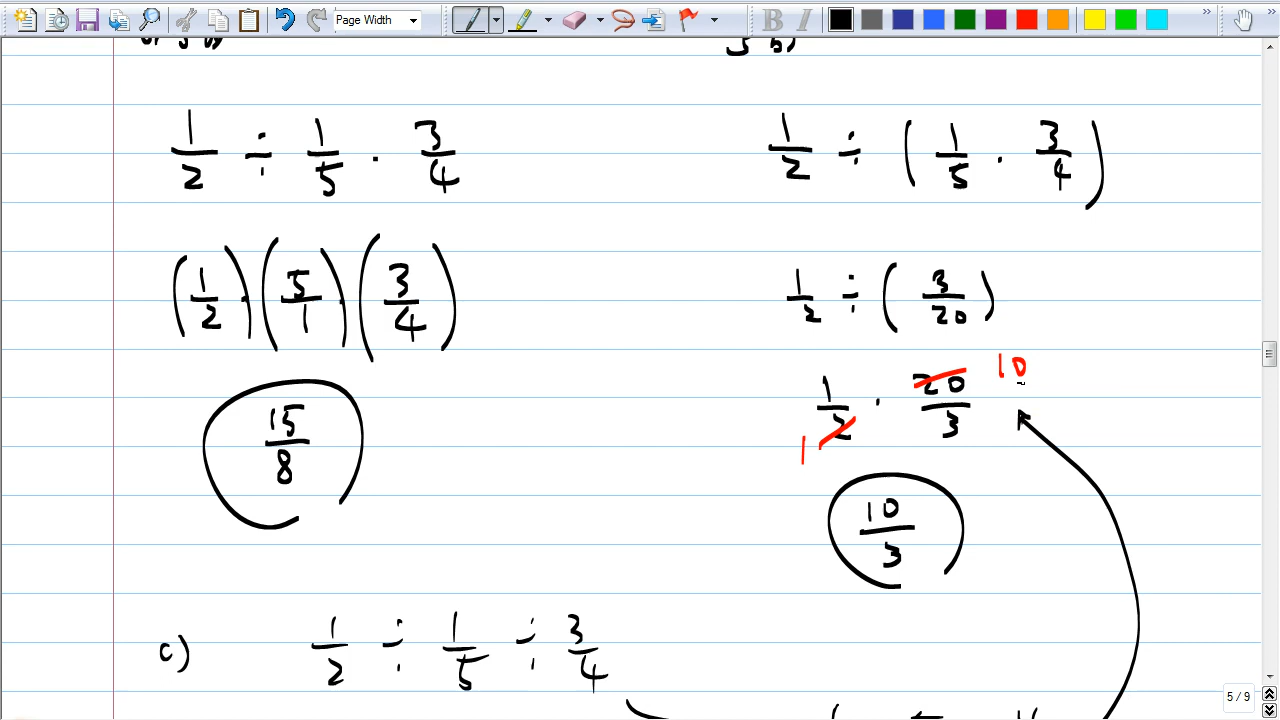 Page Width
B I
1/2 ÷ 1/5 · 3/4
(1/2) · (5/1) · (3/4)
15/8
5 b)
1/2 ÷ (1/5 · 3/4)
1/2 ÷ (3/20)
1/2 · 20/3
1 10
10/3
c) 1/2 ÷ 1/5 ÷ 3/4
5 / 9